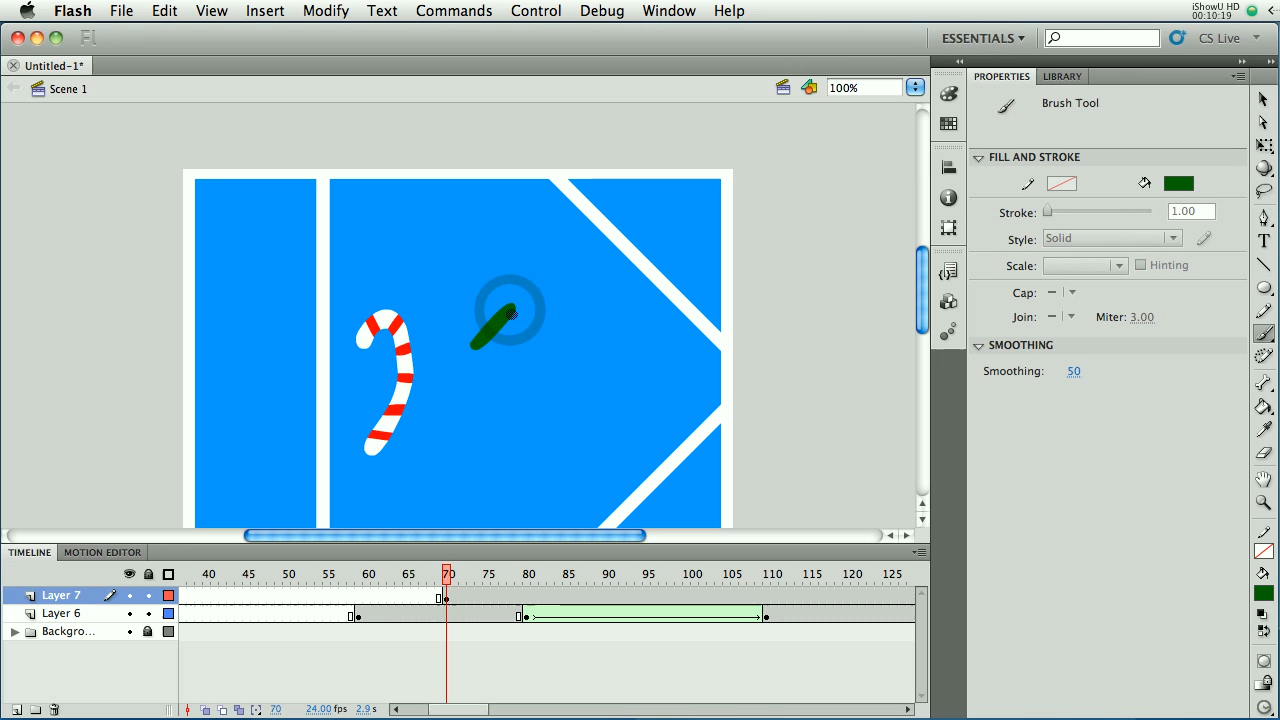 Flash File Edit View Insert Modify Text Commands Control Debug Window Help
iShowU HD
00:10:19
Fl
ESSENTIALS
CS Live
Untitled-1*
Scene 1
100%
PROPERTIES LIBRARY
Brush Tool
FILL AND STROKE
Stroke: 1.00
Style: Solid
Scale: Hinting
Cap:
Join: Miter: 3.00
SMOOTHING
Smoothing: 50
TIMELINE MOTION EDITOR
40 45 50 55 60 65 70 75 80 85 90 95 100 105 110 115 120 125
Layer 7
Layer 6
Backgro...
70 24.00 fps 2.9 s